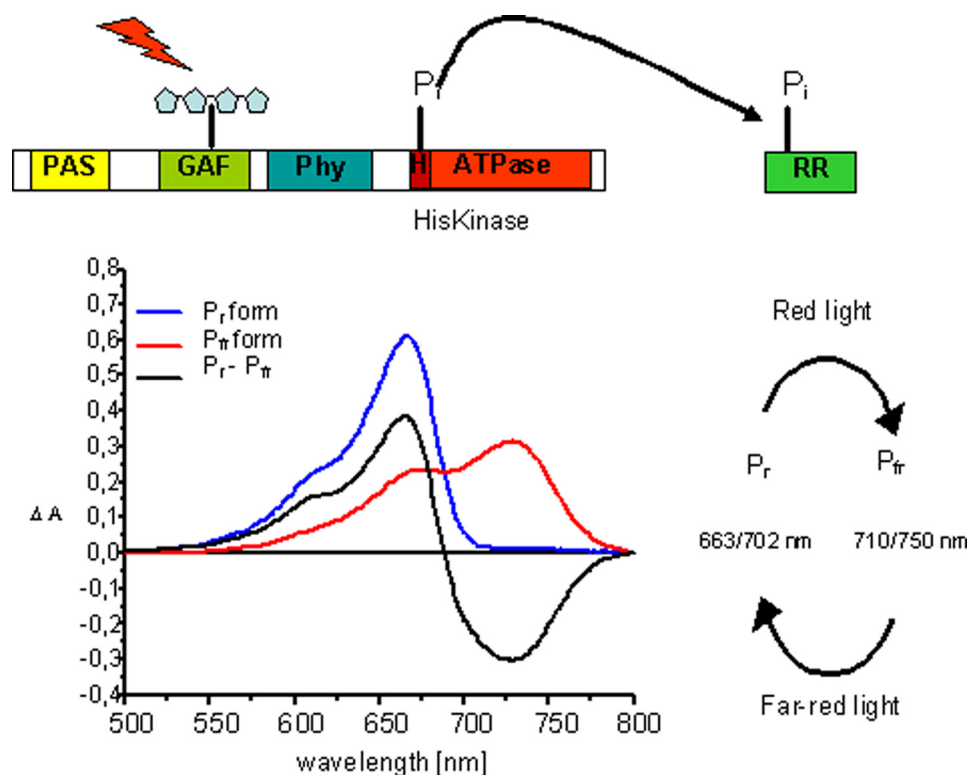 Pi
Pi
PAS GAF Phy H ATPase RR
HisKinase
0,8
0,7
0,6
0,5
0,4
0,3
0,2
0,1
0,0
-0,1
-0,2
-0,3
-0,4
Δ A
Pr form
Pfr form
Pr - Pfr
500 550 600 650 700 750 800
wavelength [nm]
Red light
Pr Pfr
663/702 nm 710/750 nm
Far-red light